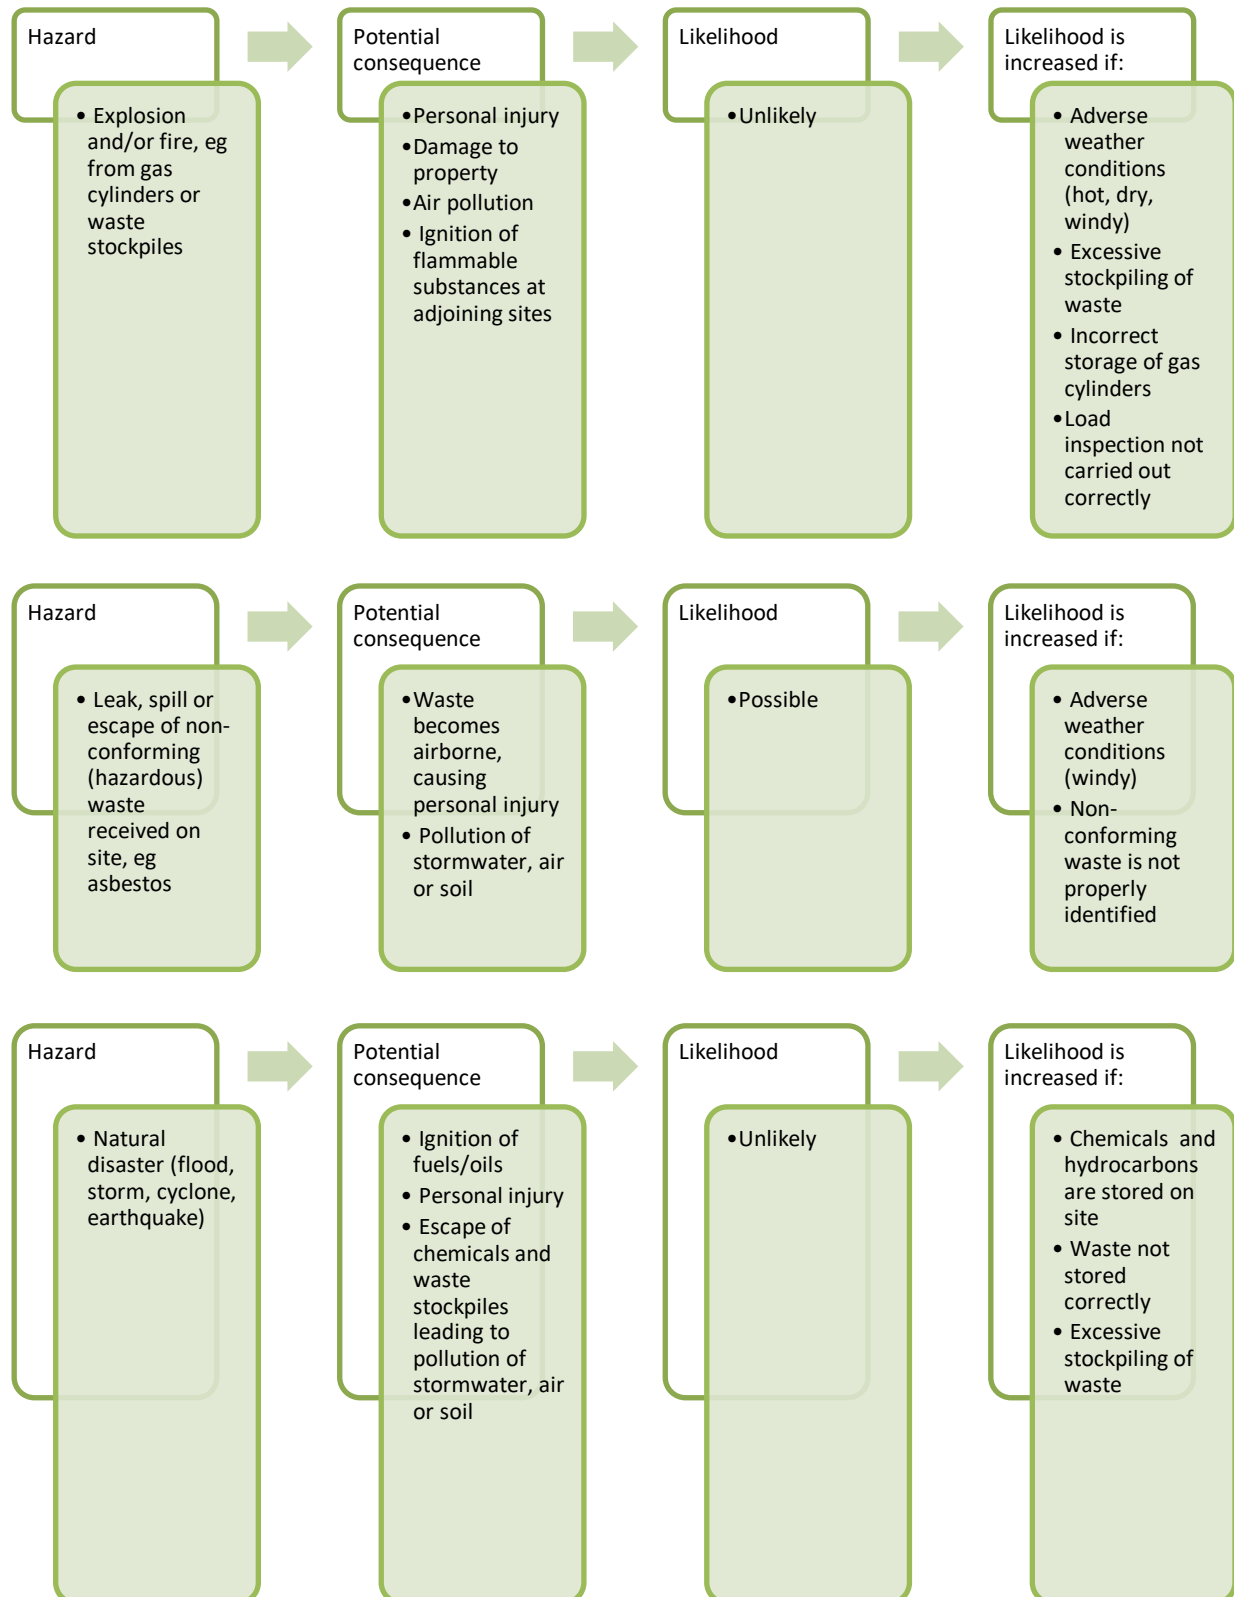 Hazard
• Explosion
and/or fire, eg
from gas
cylinders or
waste
stockpiles
Potential
consequence
•Personal injury
•Damage to
property
•Air pollution
• Ignition of
flammable
substances at
adjoining sites
Likelihood
•Unlikely
Likelihood is
increased if:
• Adverse
weather
conditions
(hot, dry,
windy)
• Excessive
stockpiling of
waste
• Incorrect
storage of gas
cylinders
•Load
inspection not
carried out
correctly
Hazard
• Leak, spill or
escape of non-
conforming
(hazardous)
waste
received on
site, eg
asbestos
Potential
consequence
• Waste
becomes
airborne,
causing
personal injury
• Pollution of
stormwater, air
or soil
Likelihood
•Possible
Likelihood is
increased if:
• Adverse
weather
conditions
(windy)
• Non-
conforming
waste is not
properly
identified
Hazard
• Natural
disaster (flood,
storm, cyclone,
earthquake)
Potential
consequence
• Ignition of
fuels/oils
• Personal injury
• Escape of
chemicals and
waste
stockpiles
leading to
pollution of
stormwater, air
or soil
Likelihood
•Unlikely
Likelihood is
increased if:
• Chemicals and
hydrocarbons
are stored on
site
• Waste not
stored
correctly
• Excessive
stockpiling of
waste